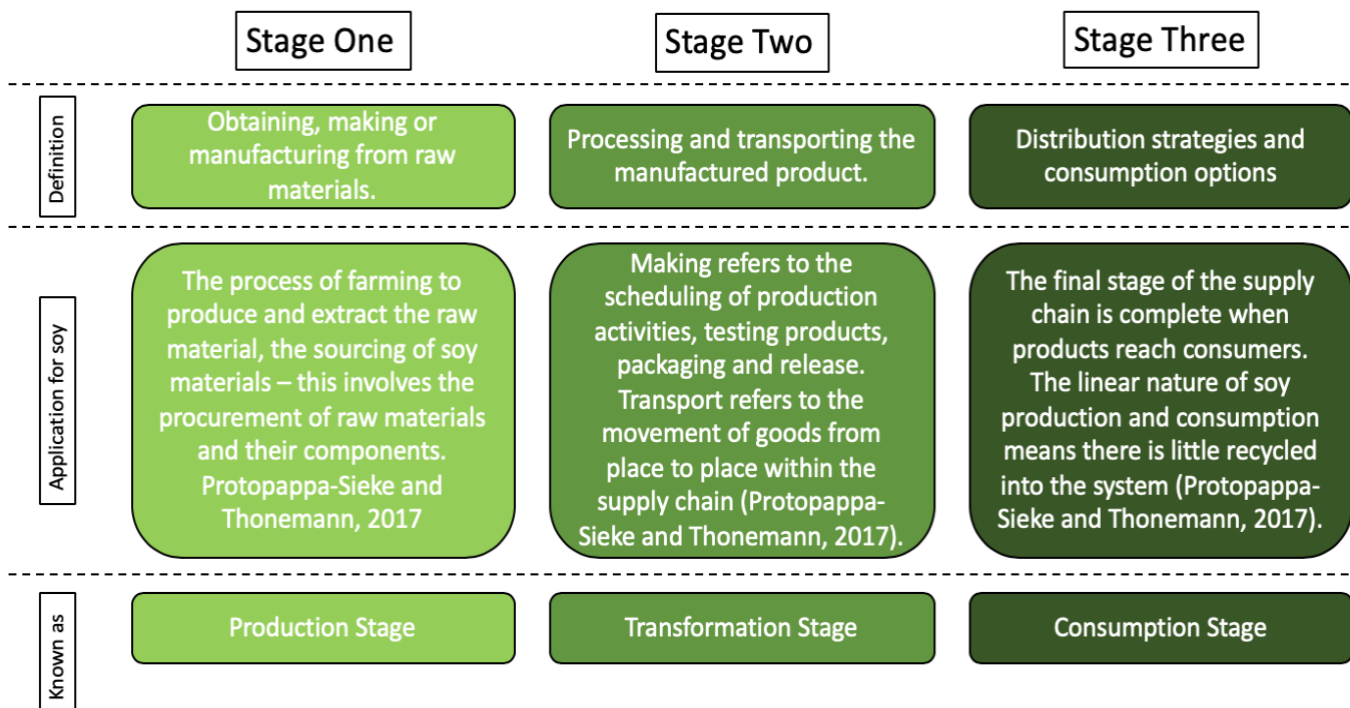 Stage One
Stage Two
Stage Three
Definition
Obtaining, making or
manufacturing from raw
materials.
Processing and transporting the
manufactured product.
Distribution strategies and
consumption options
Application for soy
The process of farming to
produce and extract the raw
material, the sourcing of soy
materials – this involves the
procurement of raw materials
and their components.
Protopappa-Sieke and
Thonemann, 2017
Making refers to the
scheduling of production
activities, testing products,
packaging and release.
Transport refers to the
movement of goods from
place to place within the
supply chain (Protopappa-
Sieke and Thonemann, 2017).
The final stage of the supply
chain is complete when
products reach consumers.
The linear nature of soy
production and consumption
means there is little recycled
into the system (Protopappa-
Sieke and Thonemann, 2017).
Known as
Production Stage
Transformation Stage
Consumption Stage